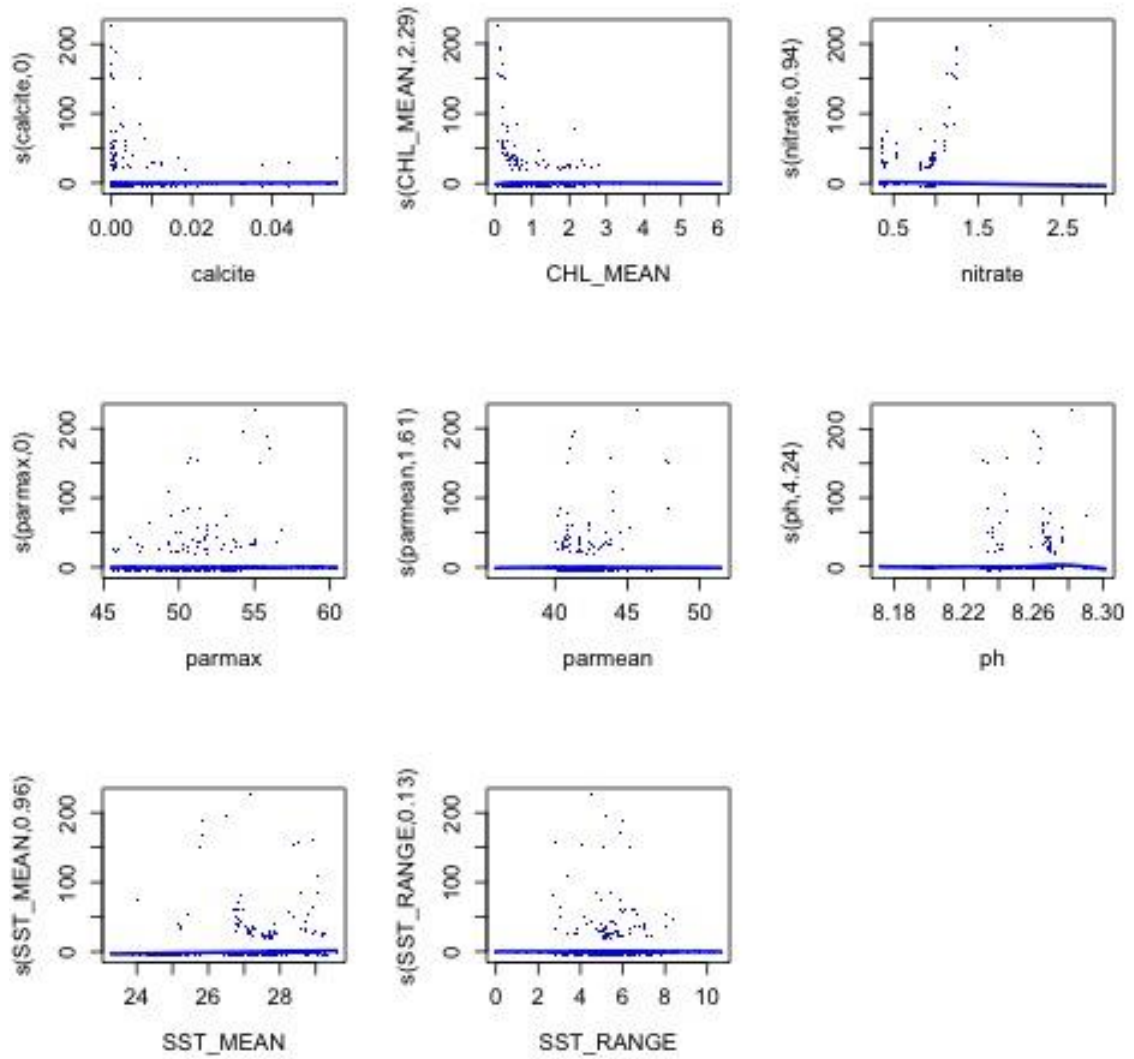 s(calcite,0)
0 100 200
0.00 0.02 0.04
calcite
s(CHL_MEAN,2.29)
0 100 200
0 1 2 3 4 5 6
CHL_MEAN
s(nitrate,0.94)
0 100 200
0.5 1.5 2.5
nitrate
s(parmax,0)
0 100 200
45 50 55 60
parmax
s(parmean,1.61)
0 100 200
40 45 50
parmean
s(ph,4.24)
0 100 200
8.18 8.22 8.26 8.30
ph
s(SST_MEAN,0.96)
0 100 200
24 26 28
SST_MEAN
s(SST_RANGE,0.13)
0 100 200
0 2 4 6 8 10
SST_RANGE